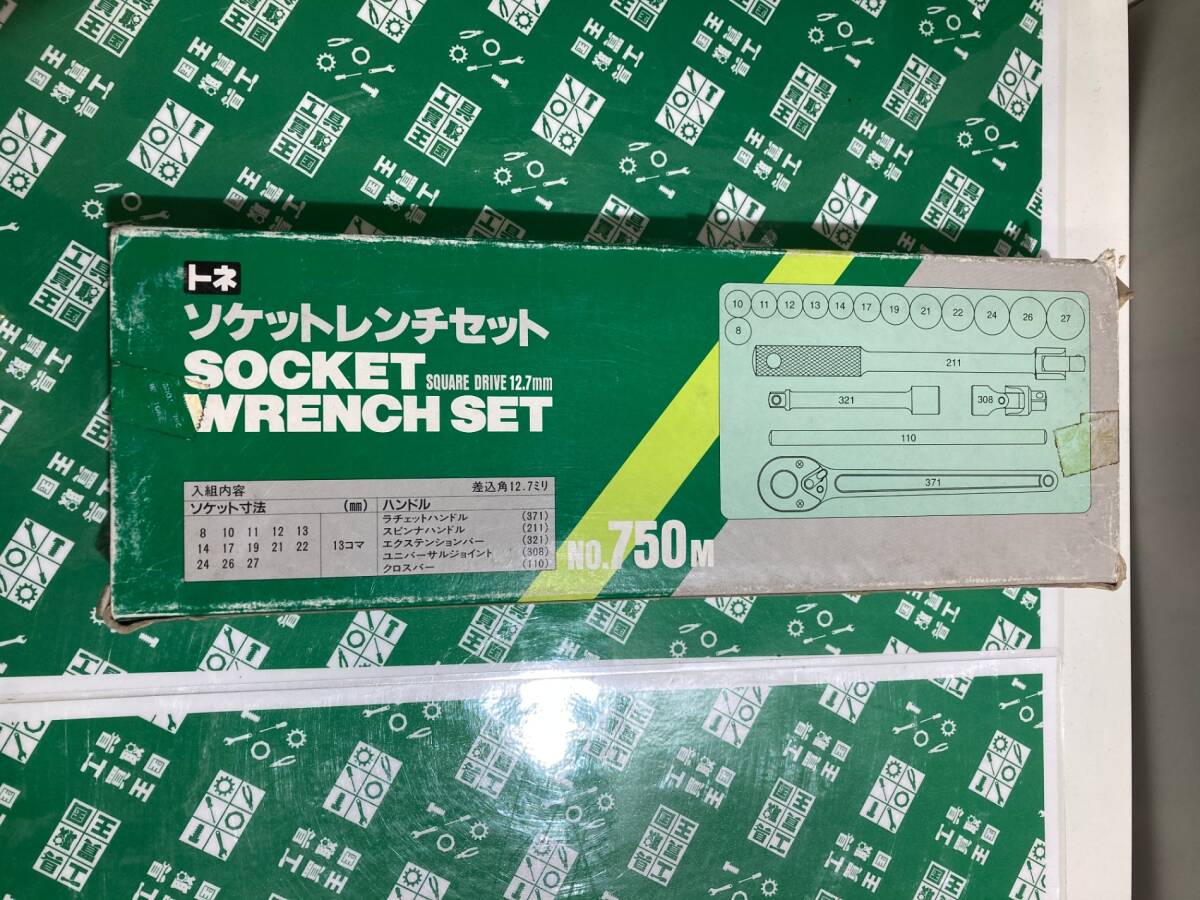 トネ
ソケットレンチセット
SOCKET SQUARE DRIVE 12.7mm
WRENCH SET
入組内容 差込角12.7ミリ
ソケット寸法 (mm) ハンドル
8 10 11 12 13
14 17 19 21 22
24 26 27
13コマ
ラチェットハンドル (371)
スピンナハンドル (211)
エクステンションバー (321)
ユニバーサルジョイント (308)
クロスバー (110)
NO.750M
10 11 12 13 14 17 19 21 22 24 26 27
8
211
321 308
110
371
工具買取王国